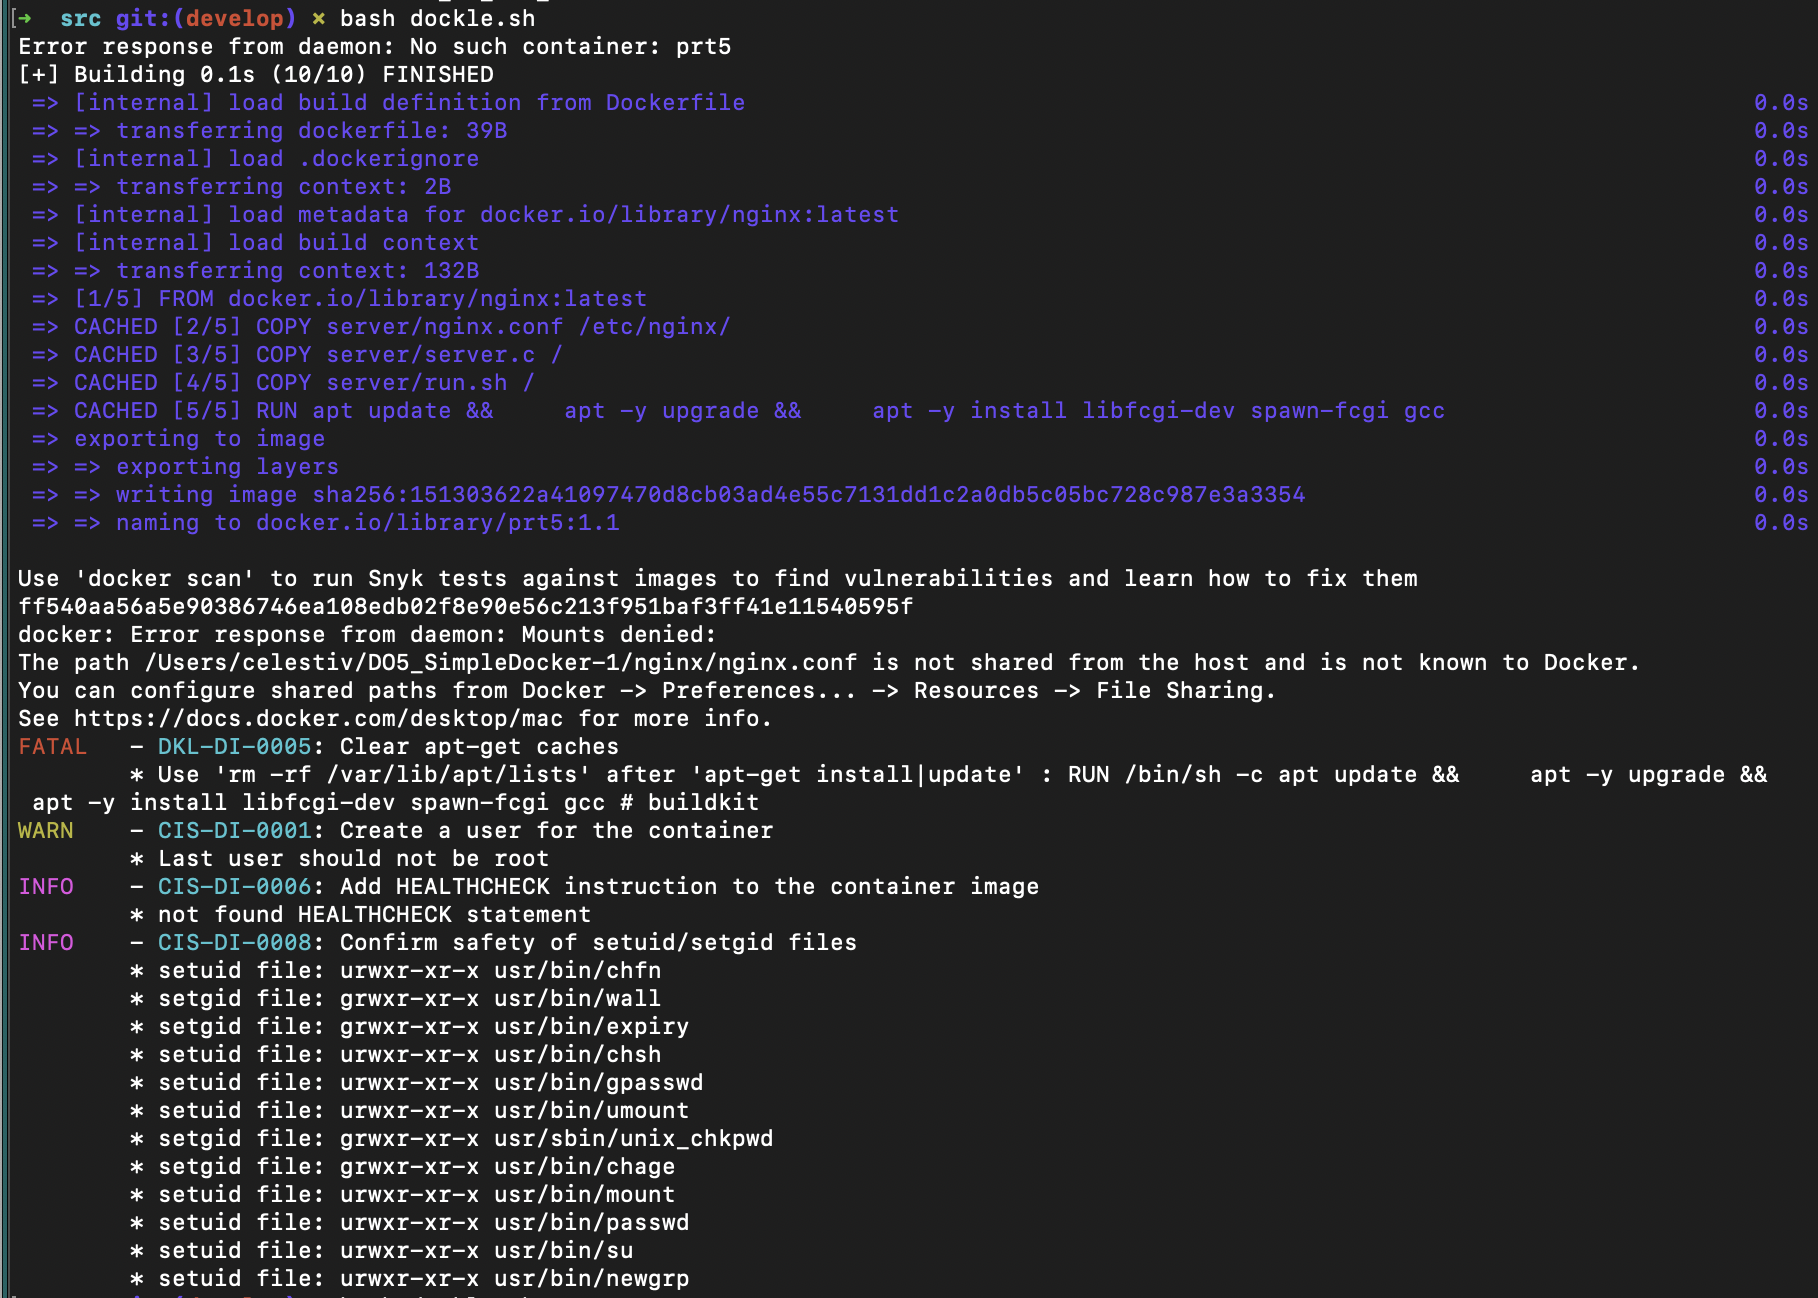 [➜  src git:(develop) ✗ bash dockle.sh
Error response from daemon: No such container: prt5
[+] Building 0.1s (10/10) FINISHED
=> [internal] load build definition from Dockerfile 0.0s
=> => transferring dockerfile: 39B 0.0s
=> [internal] load .dockerignore 0.0s
=> => transferring context: 2B 0.0s
=> [internal] load metadata for docker.io/library/nginx:latest 0.0s
=> [internal] load build context 0.0s
=> => transferring context: 132B 0.0s
=> [1/5] FROM docker.io/library/nginx:latest 0.0s
=> CACHED [2/5] COPY server/nginx.conf /etc/nginx/ 0.0s
=> CACHED [3/5] COPY server/server.c / 0.0s
=> CACHED [4/5] COPY server/run.sh / 0.0s
=> CACHED [5/5] RUN apt update &&     apt -y upgrade &&     apt -y install libfcgi-dev spawn-fcgi gcc 0.0s
=> exporting to image 0.0s
=> => exporting layers 0.0s
=> => writing image sha256:151303622a41097470d8cb03ad4e55c7131dd1c2a0db5c05bc728c987e3a3354 0.0s
=> => naming to docker.io/library/prt5:1.1 0.0s
Use 'docker scan' to run Snyk tests against images to find vulnerabilities and learn how to fix them
ff540aa56a5e90386746ea108edb02f8e90e56c213f951baf3ff41e11540595f
docker: Error response from daemon: Mounts denied:
The path /Users/celestiv/DO5_SimpleDocker-1/nginx/nginx.conf is not shared from the host and is not known to Docker.
You can configure shared paths from Docker -> Preferences... -> Resources -> File Sharing.
See https://docs.docker.com/desktop/mac for more info.
FATAL   - DKL-DI-0005: Clear apt-get caches
* Use 'rm -rf /var/lib/apt/lists' after 'apt-get install|update' : RUN /bin/sh -c apt update &&     apt -y upgrade &&
apt -y install libfcgi-dev spawn-fcgi gcc # buildkit
WARN    - CIS-DI-0001: Create a user for the container
* Last user should not be root
INFO    - CIS-DI-0006: Add HEALTHCHECK instruction to the container image
* not found HEALTHCHECK statement
INFO    - CIS-DI-0008: Confirm safety of setuid/setgid files
* setuid file: urwxr-xr-x usr/bin/chfn
* setgid file: grwxr-xr-x usr/bin/wall
* setgid file: grwxr-xr-x usr/bin/expiry
* setuid file: urwxr-xr-x usr/bin/chsh
* setuid file: urwxr-xr-x usr/bin/gpasswd
* setuid file: urwxr-xr-x usr/bin/umount
* setgid file: grwxr-xr-x usr/sbin/unix_chkpwd
* setgid file: grwxr-xr-x usr/bin/chage
* setuid file: urwxr-xr-x usr/bin/mount
* setuid file: urwxr-xr-x usr/bin/passwd
* setuid file: urwxr-xr-x usr/bin/su
* setuid file: urwxr-xr-x usr/bin/newgrp